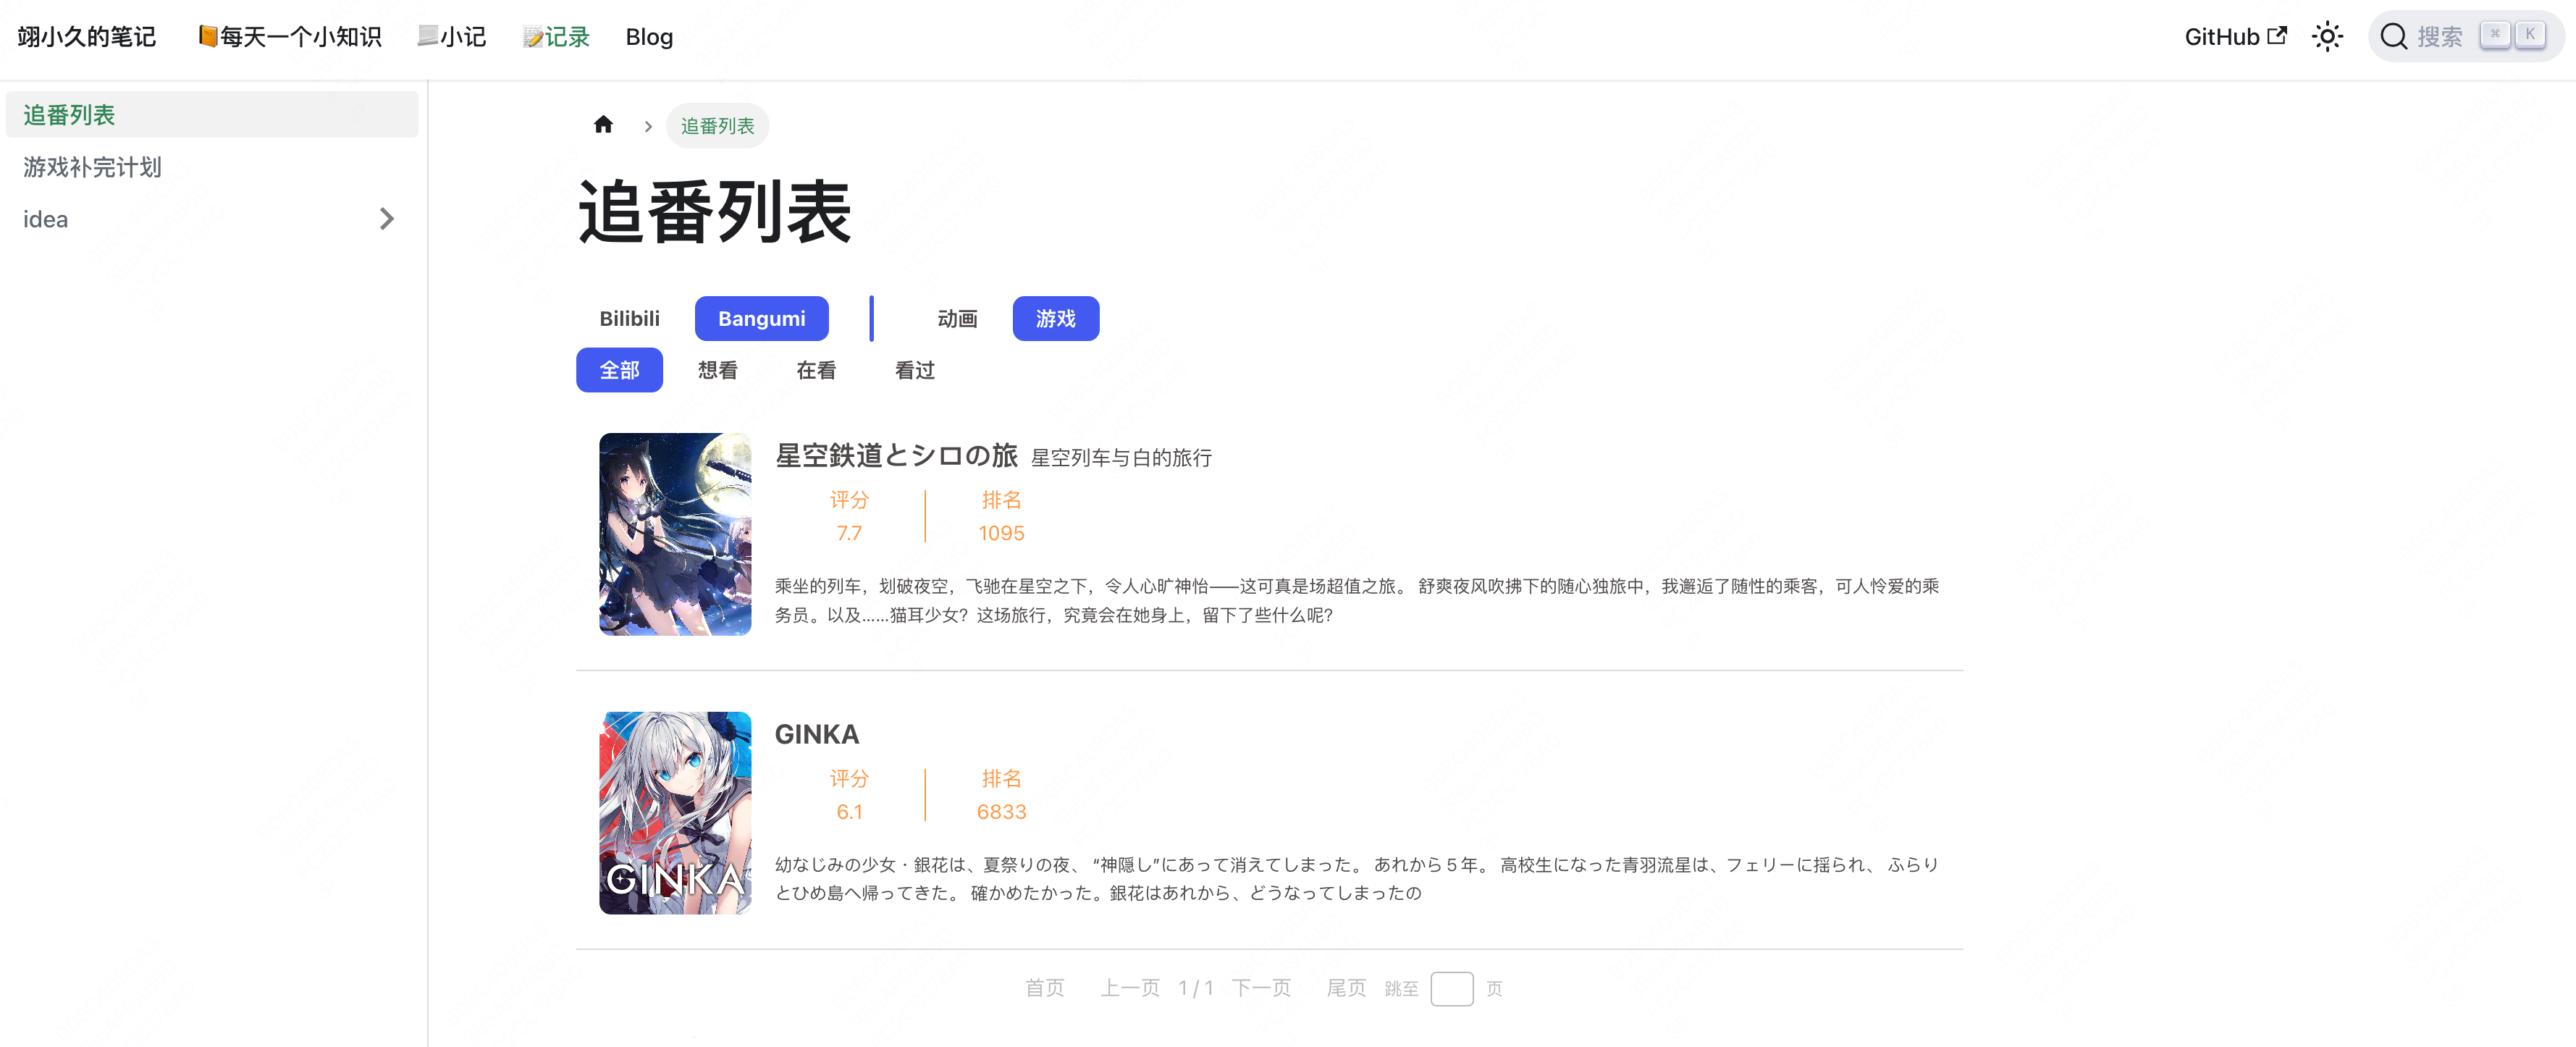 翊小久的笔记 📙每天一个小知识 📃小记 📝记录 Blog GitHub 搜索 ⌘ K
追番列表
游戏补完计划
idea
追番列表
追番列表
Bilibili Bangumi 动画 游戏
全部 想看 在看 看过
星空鉄道とシロの旅 星空列车与白的旅行
评分 排名
7.7 1095
乘坐的列车，划破夜空，飞驰在星空之下，令人心旷神怡——这可真是场超值之旅。 舒爽夜风吹拂下的随心独旅中，我邂逅了随性的乘客，可人怜爱的乘
务员。以及……猫耳少女？这场旅行，究竟会在她身上，留下了些什么呢？
GINKA
GINKA
评分 排名
6.1 6833
幼なじみの少女・銀花は、夏祭りの夜、 “神隠し”にあって消えてしまった。 あれから５年。 高校生になった青羽流星は、フェリーに揺られ、 ふらり
とひめ島へ帰ってきた。 確かめたかった。銀花はあれから、どうなってしまったの
首页 上一页 1 / 1 下一页 尾页 跳至 页